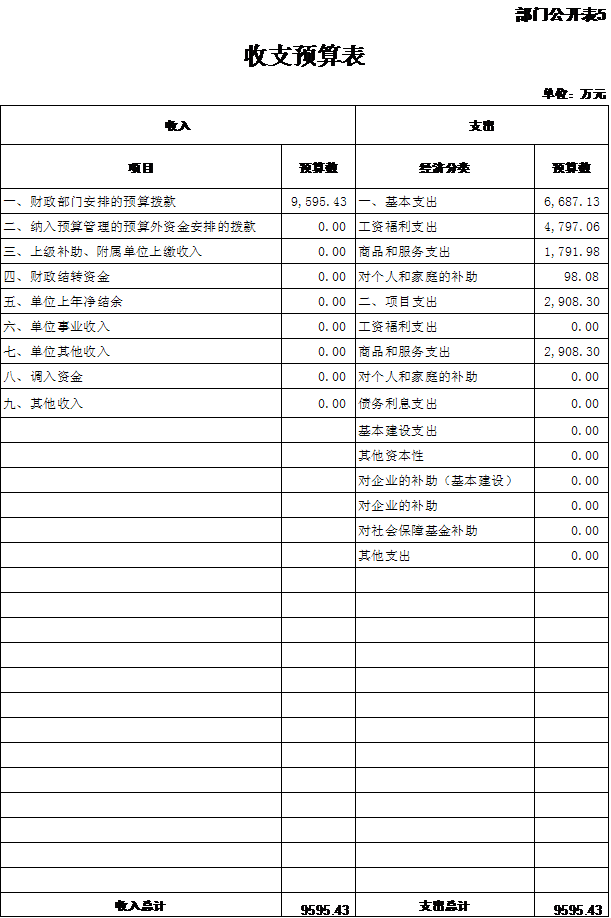 部门公开表5
收支预算表
单位：万元
收入 支出
项目 预算数 经济分类 预算数
一、财政部门安排的预算拨款 9,595.43 一、基本支出 6,687.13
二、纳入预算管理的预算外资金安排的拨款 0.00 工资福利支出 4,797.06
三、上级补助、附属单位上缴收入 0.00 商品和服务支出 1,791.98
四、财政结转资金 0.00 对个人和家庭的补助 98.08
五、单位上年净结余 0.00 二、项目支出 2,908.30
六、单位事业收入 0.00 工资福利支出 0.00
七、单位其他收入 0.00 商品和服务支出 2,908.30
八、调入资金 0.00 对个人和家庭的补助 0.00
九、其他收入 0.00 债务利息支出 0.00
基本建设支出 0.00
其他资本性 0.00
对企业的补助（基本建设） 0.00
对企业的补助 0.00
对社会保障基金补助 0.00
其他支出 0.00
收入总计 9595.43 支出总计 9595.43